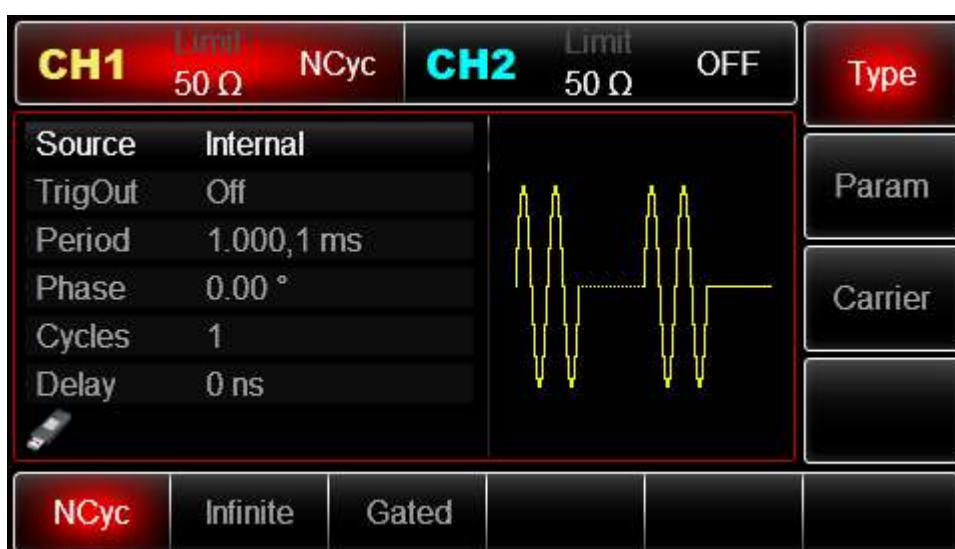 CH1 Limit 50 Ω NCyc CH2 Limit 50 Ω OFF Type
Source Internal
TrigOut Off
Param
Period 1.000,1 ms
Phase 0.00 °
Carrier
Cycles 1
Delay 0 ns
NCyc Infinite Gated